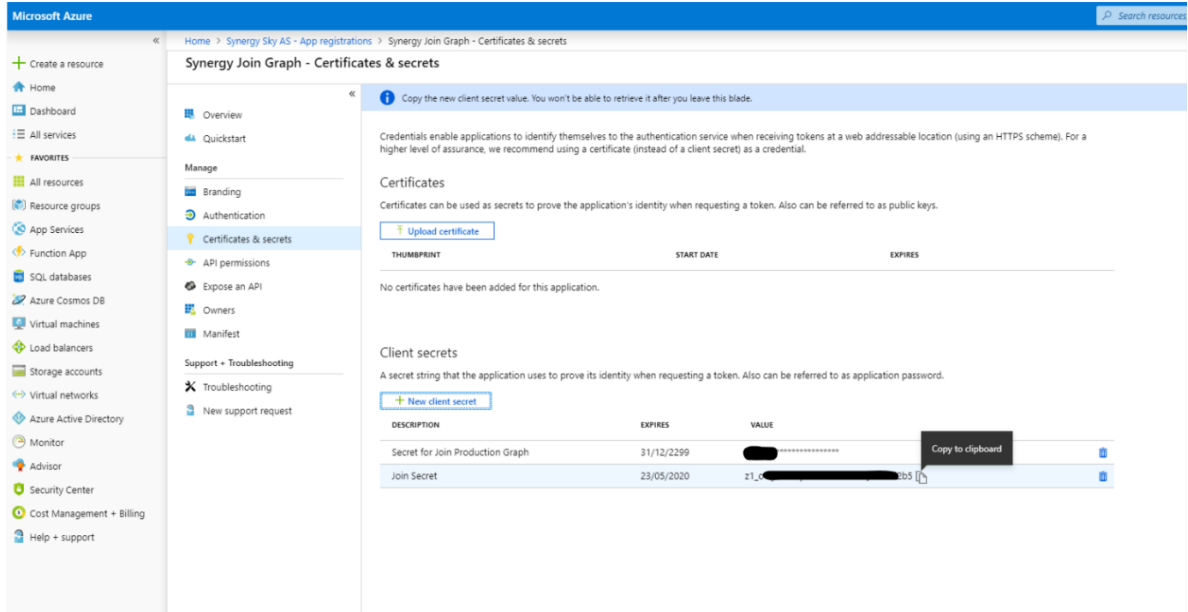 Microsoft Azure
Search resources
Home > Synergy Sky AS - App registrations > Synergy Join Graph - Certificates & secrets
Synergy Join Graph - Certificates & secrets
Create a resource
Home
Dashboard
All services
FAVORITES
All resources
Resource groups
App Services
Function App
SQL databases
Azure Cosmos DB
Virtual machines
Load balancers
Storage accounts
Virtual networks
Azure Active Directory
Monitor
Advisor
Security Center
Cost Management + Billing
Help + support
Overview
Quickstart
Manage
Branding
Authentication
Certificates & secrets
API permissions
Expose an API
Owners
Manifest
Support + Troubleshooting
Troubleshooting
New support request
Copy the new client secret value. You won't be able to retrieve it after you leave this blade.
Credentials enable applications to identify themselves to the authentication service when receiving tokens at a web addressable location (using an HTTPS scheme). For a
higher level of assurance, we recommend using a certificate (instead of a client secret) as a credential.
Certificates
Certificates can be used as secrets to prove the application's identity when requesting a token. Also can be referred to as public keys.
Upload certificate
THUMBPRINT START DATE EXPIRES
No certificates have been added for this application.
Client secrets
A secret string that the application uses to prove its identity when requesting a token. Also can be referred to as application password.
New client secret
DESCRIPTION EXPIRES VALUE
Copy to clipboard
Secret for Join Production Graph 31/12/2299 ****************
Join Secret 23/05/2020